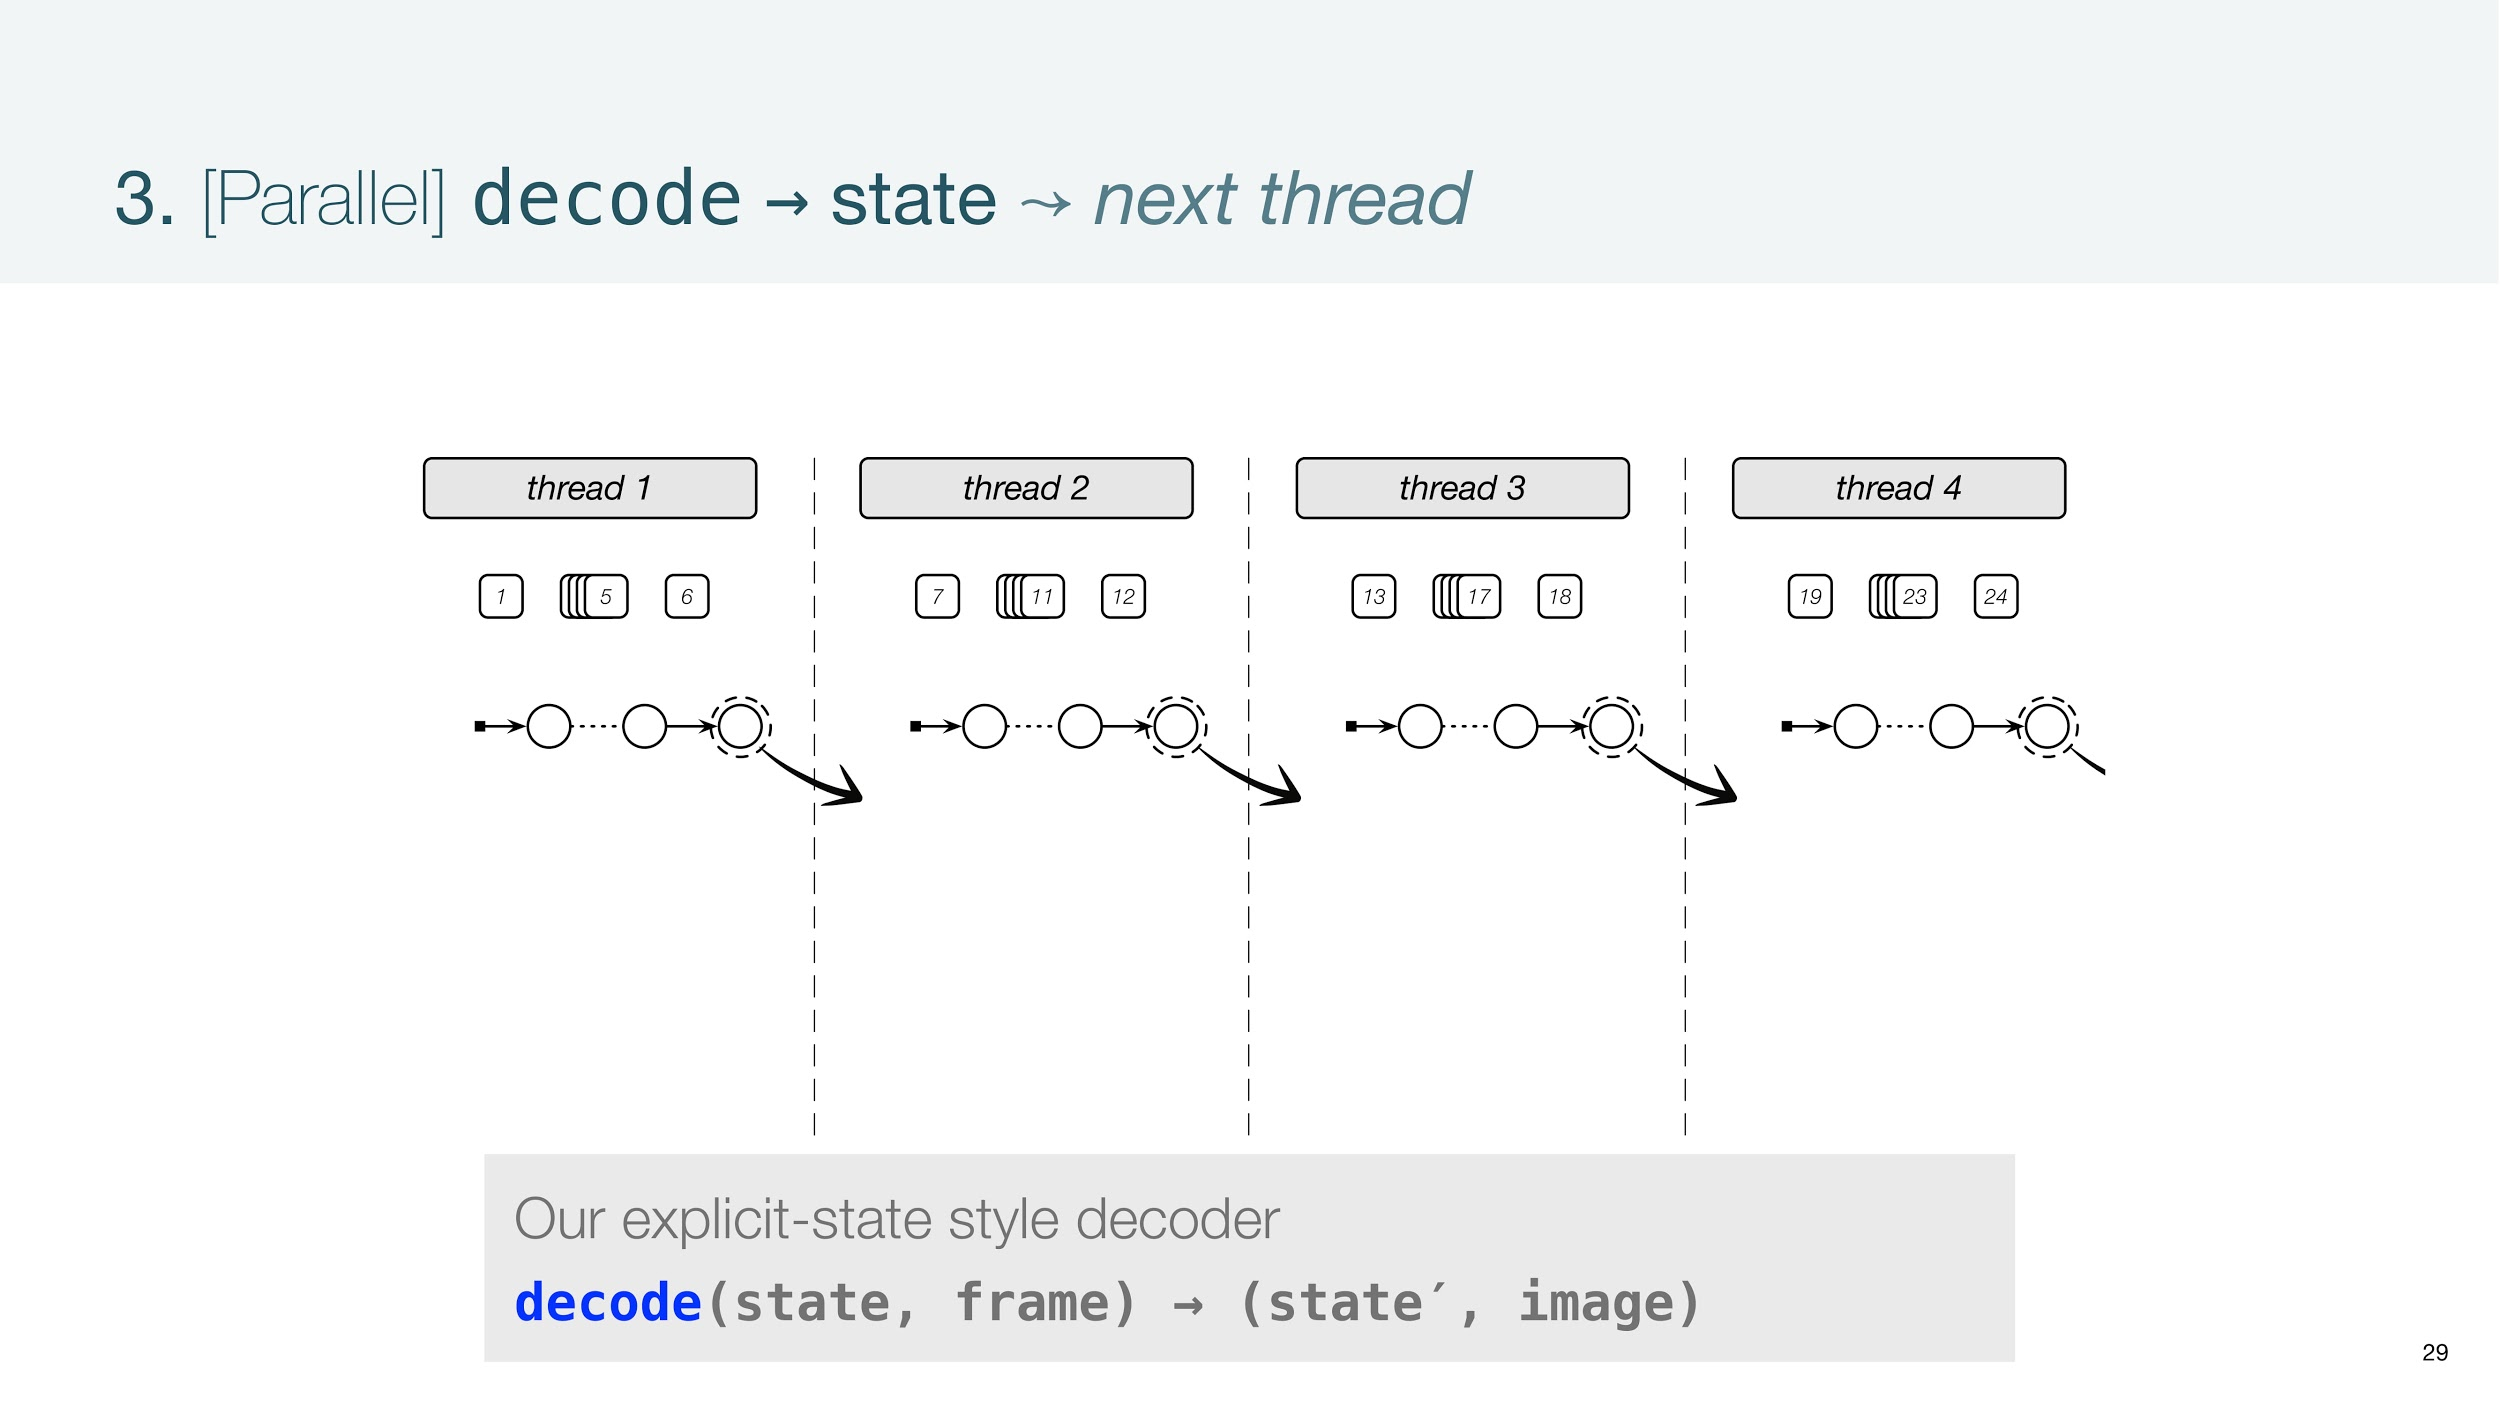 3. [Parallel] decode → state ⤳ next thread
thread 1 thread 2 thread 3 thread 4
1 5 6 7 11 12 13 17 18 19 23 24
Our explicit-state style decoder
decode(state, frame) → (state′, image)
29